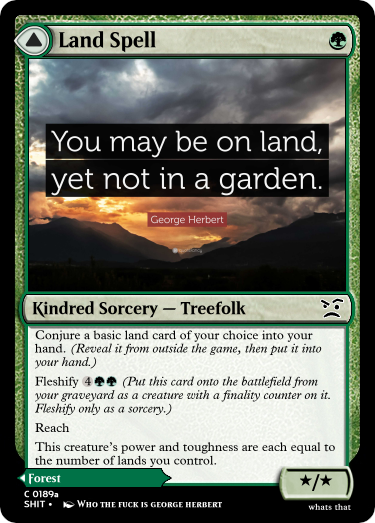 Land Spell
You may be on land,
yet not in a garden.
George Herbert
Kindred Sorcery — Treefolk
Conjure a basic land card of your choice into your
hand. (Reveal it from outside the game, then put it into
your hand.)
Fleshify 4 (Put this card onto the battlefield from
your graveyard as a creature with a finality counter on it.
Fleshify only as a sorcery.)
Reach
This creature's power and toughness are each equal to
the number of lands you control.
Forest
★/★
C 0189a
SHIT • WHO THE FUCK IS GEORGE HERBERT
whats that